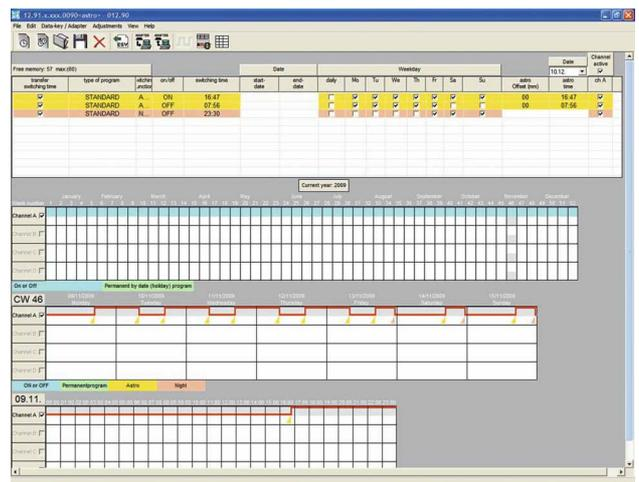 12.91.x.xxx.0090-astro- 012.90
File Edit Data-key / Adapter Adjustments View Help
ESV
Free memory: 57 max:(60)
Date Weekday Date Channel active
10.12.
transfer switching time type of program on/off switching time start-date end-date daily Mo Tu We Th Fr Sa Su astro Offset (mm) astro time ch A
STANDARD A... ON 16:47 00 16:47
STANDARD A... OFF 07:56 00 07:56
STANDARD N... OFF 23:30
Current year: 2009
January February March April May June July August September October November December
Week number
Channel A
Channel B
Channel C
Channel D
On or Off Permanent by date (holiday) program
CW 46
09/11/2009 10/11/2009 11/11/2009 12/11/2009 13/11/2009 14/11/2009 15/11/2009
Monday Tuesday Wednesday Thursday Friday Saturday Sunday
Channel A
Channel B
Channel C
Channel D
ON or OFF Permanentprogram Astro Night
09.11.
Channel A
Channel B
Channel C
Channel D